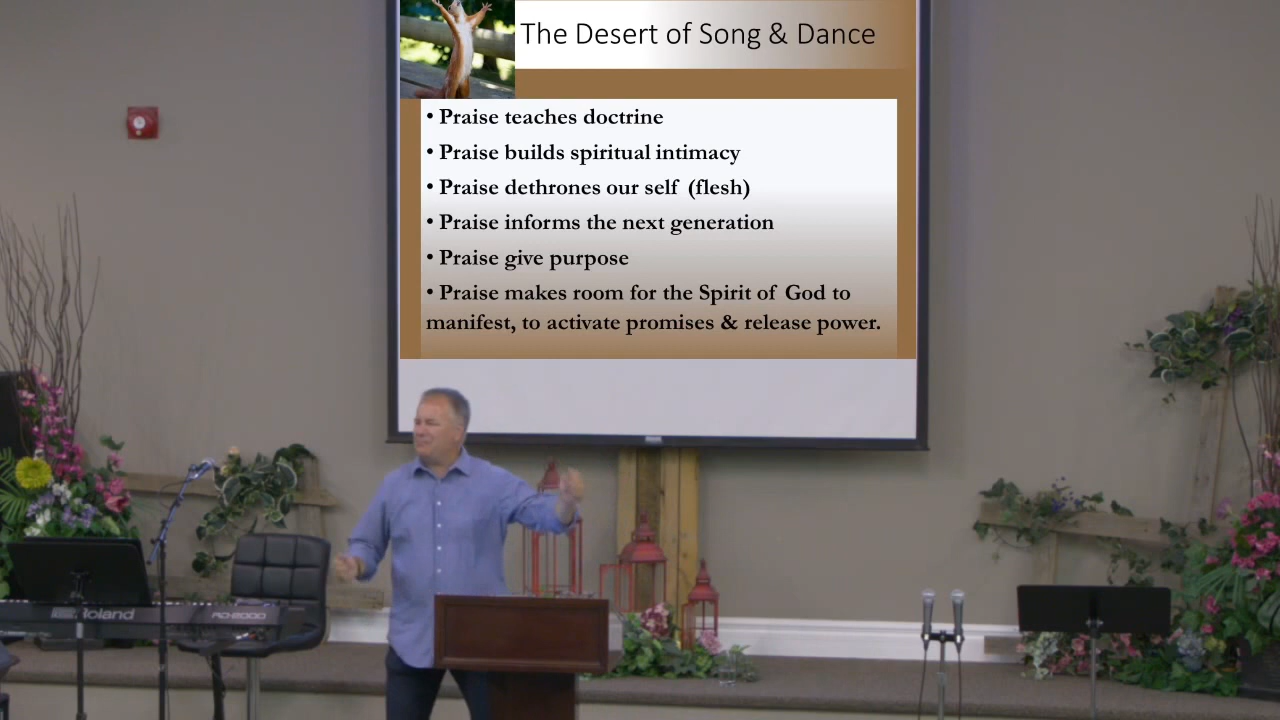 The Desert of Song & Dance
• Praise teaches doctrine
• Praise builds spiritual intimacy
• Praise dethrones our self (flesh)
• Praise informs the next generation
• Praise give purpose
• Praise makes room for the Spirit of God to
manifest, to activate promises & release power.
Roland
RD-2000